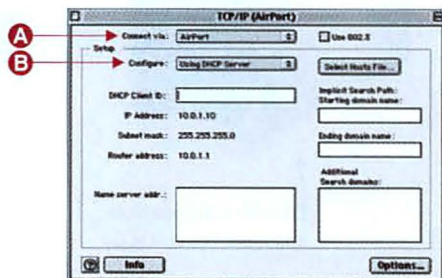 TCP/IP (AirPort)
A
Connect via: AirPort
Use 802.3
Setup
B
Configure: Using DHCP Server
Select Hosts File...
DHCP Client ID:
Implicit Search Path:
Starting domain name:
IP Address: 10.0.1.10
Subnet mask: 255.255.255.0
Ending domain name:
Router address: 10.0.1.1
Additional
Search domains:
Name server addr.:
?
Info
Options...